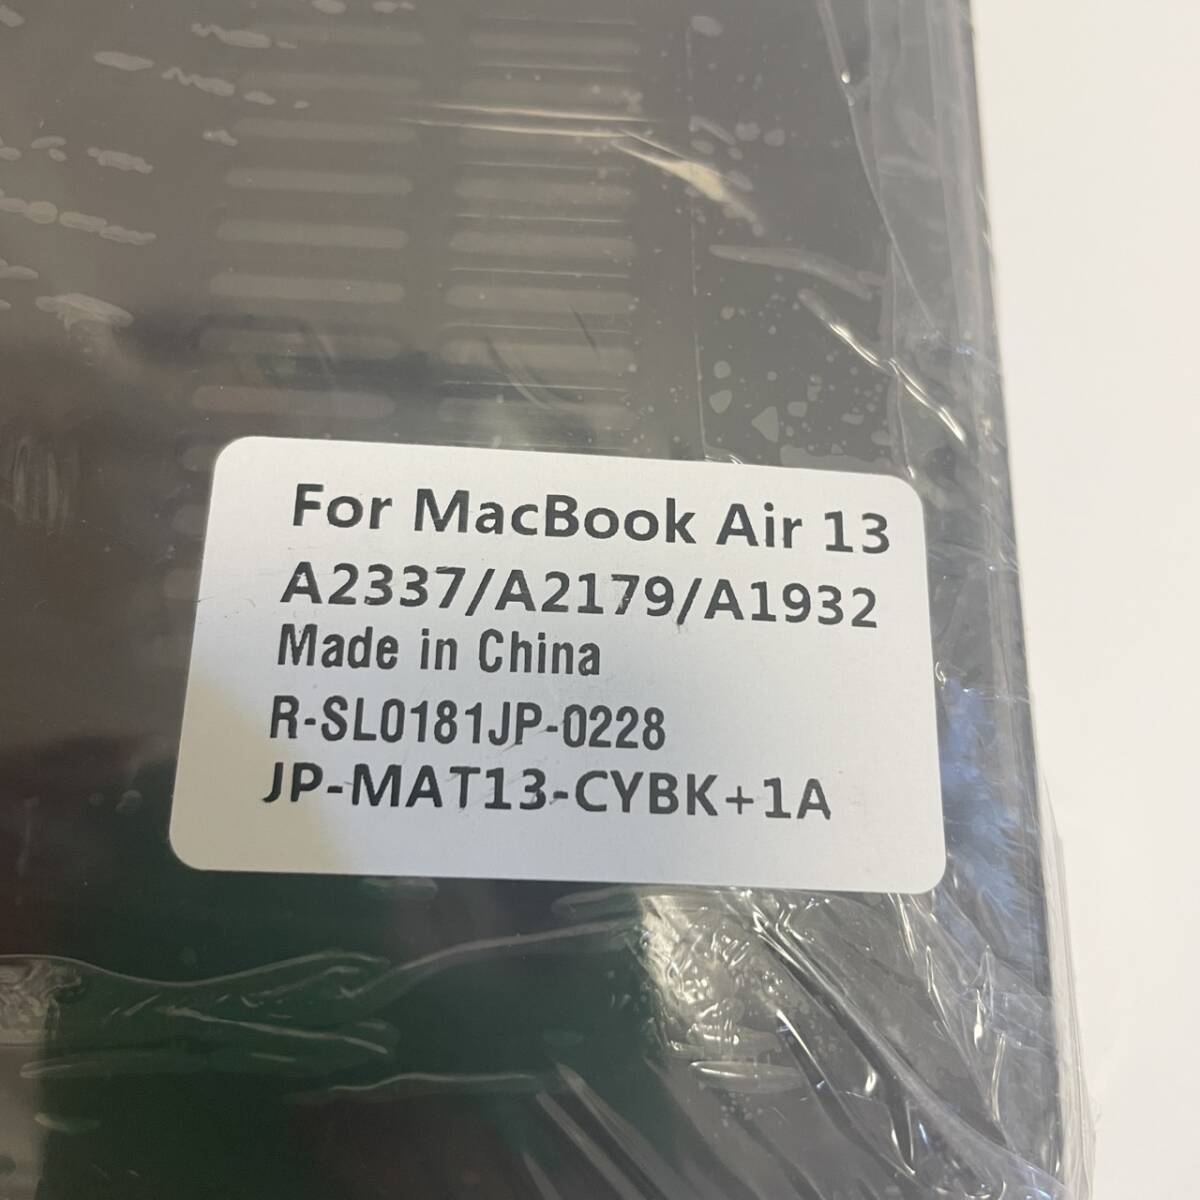 For MacBook Air 13
A2337/A2179/A1932
Made in China
R-SL0181JP-0228
JP-MAT13-CYBK+1A